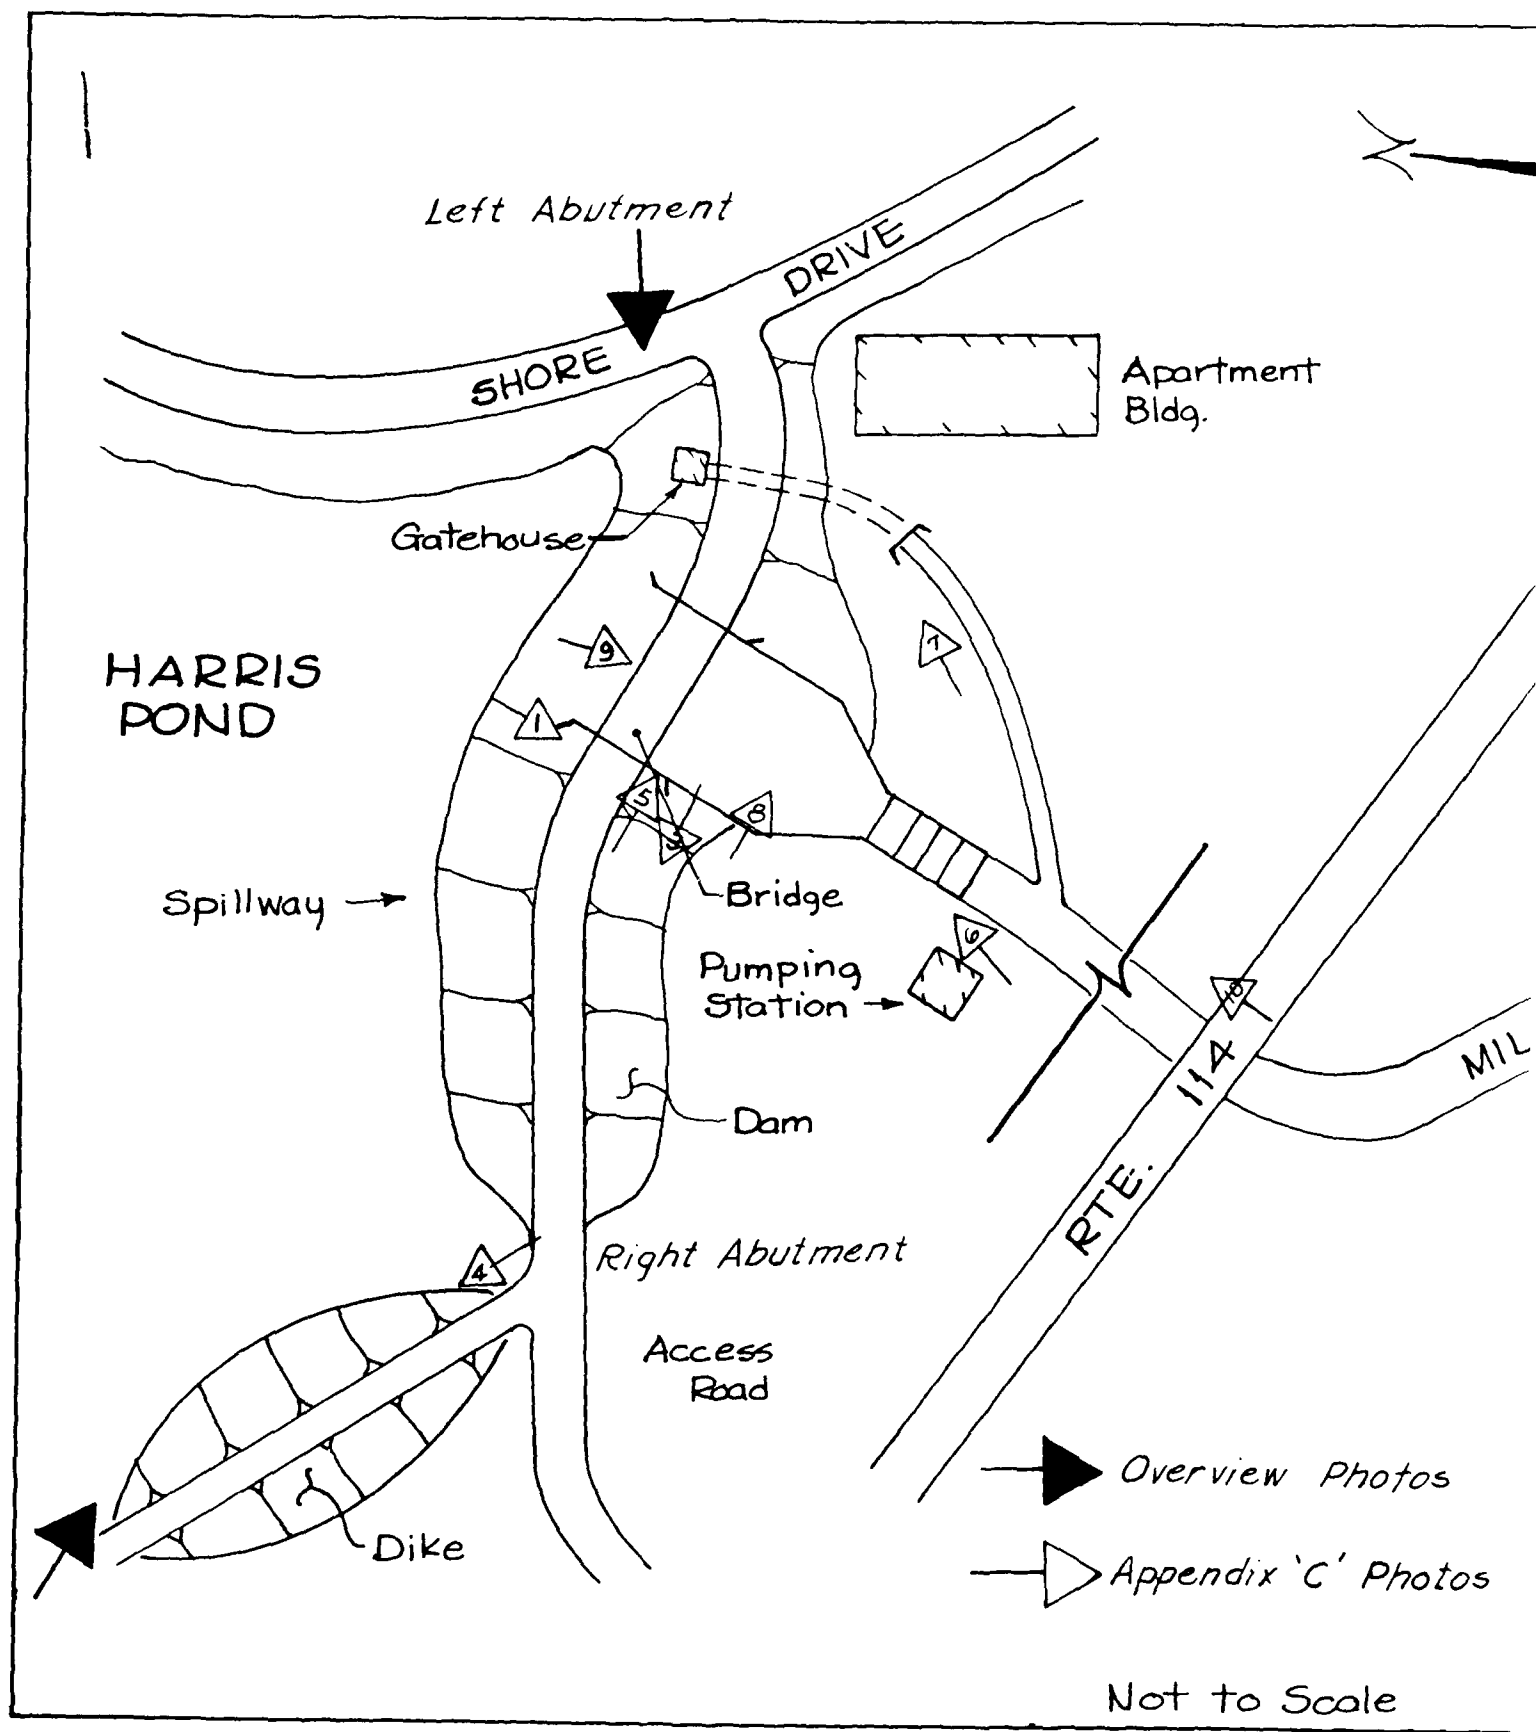 Left Abutment
SHORE DRIVE
Apartment
Bldg.
Gatehouse
HARRIS
POND
9
7
1
5
8
3
Spillway
Bridge
6
Pumping
Station
10
RTE. 114
MIL
Dam
4
Right Abutment
Access
Road
Dike
Overview Photos
Appendix 'C' Photos
Not to Scale